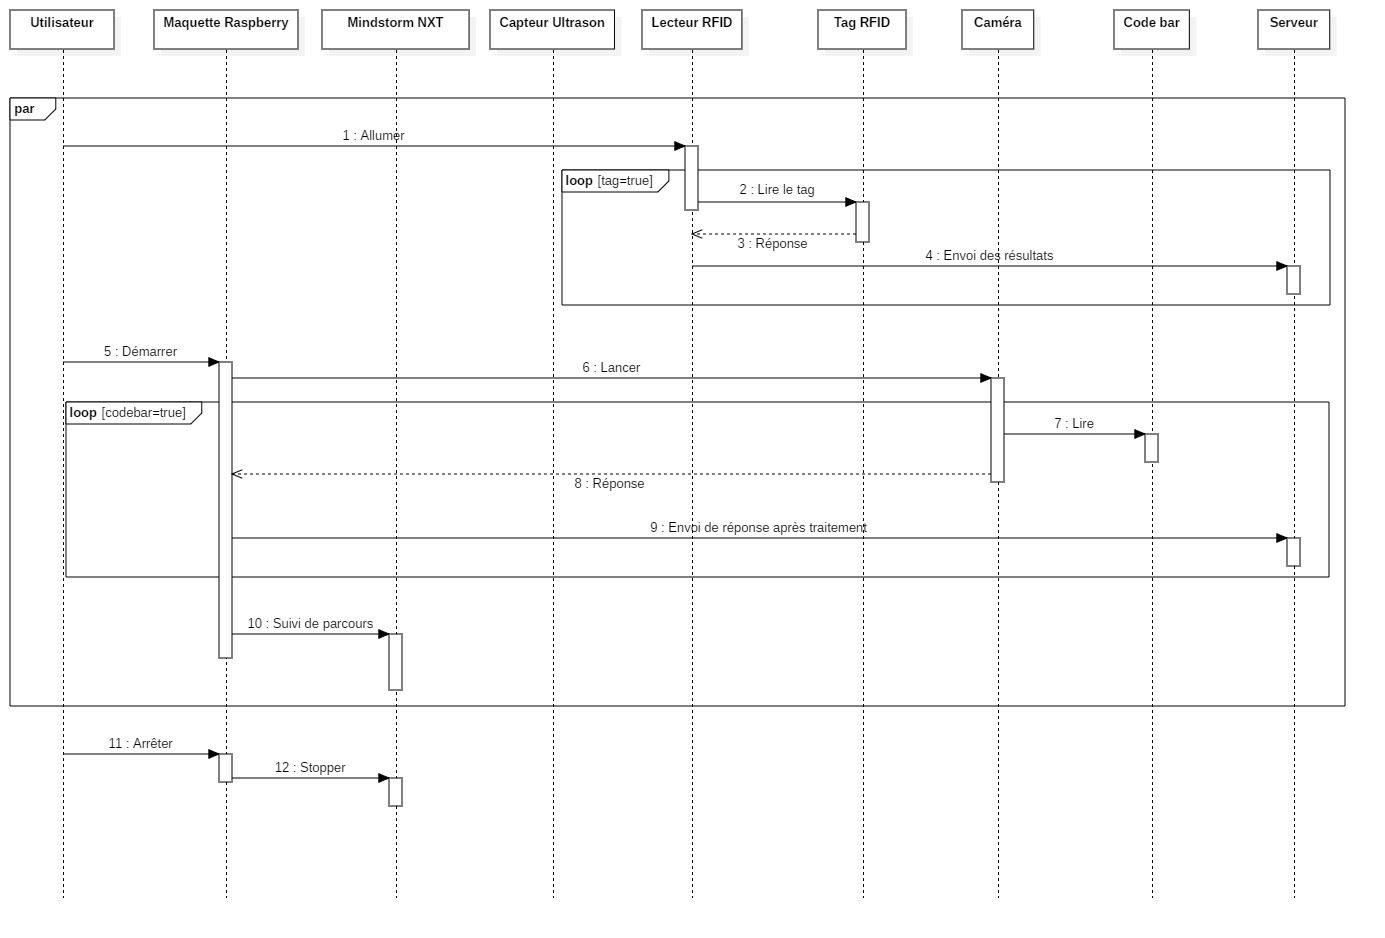 Utilisateur
Maquette Raspberry
Mindstorm NXT
Capteur Ultrason
Lecteur RFID
Tag RFID
Caméra
Code bar
Serveur
par
1 : Allumer
loop [tag=true]
2 : Lire le tag
3 : Réponse
4 : Envoi des résultats
5 : Démarrer
6 : Lancer
loop [codebar=true]
7 : Lire
8 : Réponse
9 : Envoi de réponse après traitement
10 : Suivi de parcours
11 : Arrêter
12 : Stopper